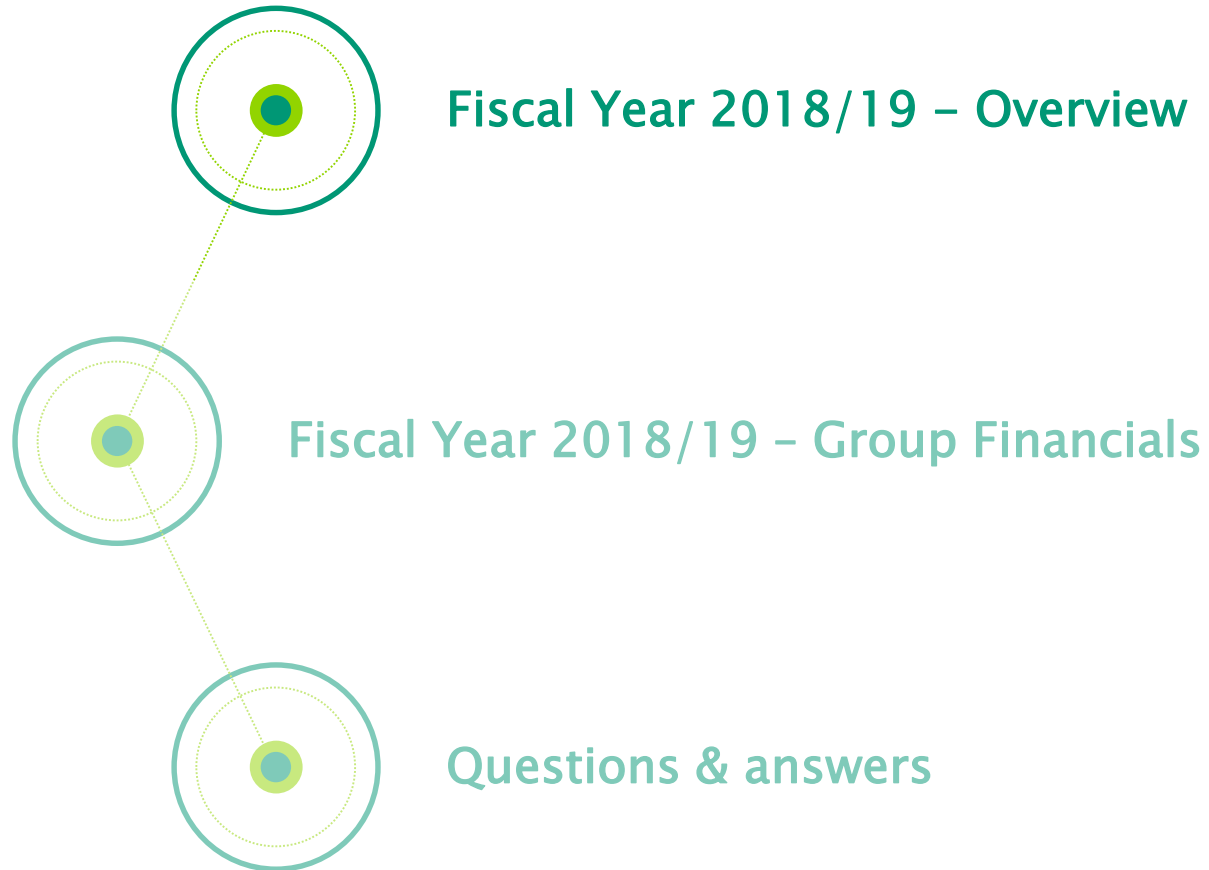 Fiscal Year 2018/19 – Overview
Fiscal Year 2018/19 – Group Financials
Questions & answers